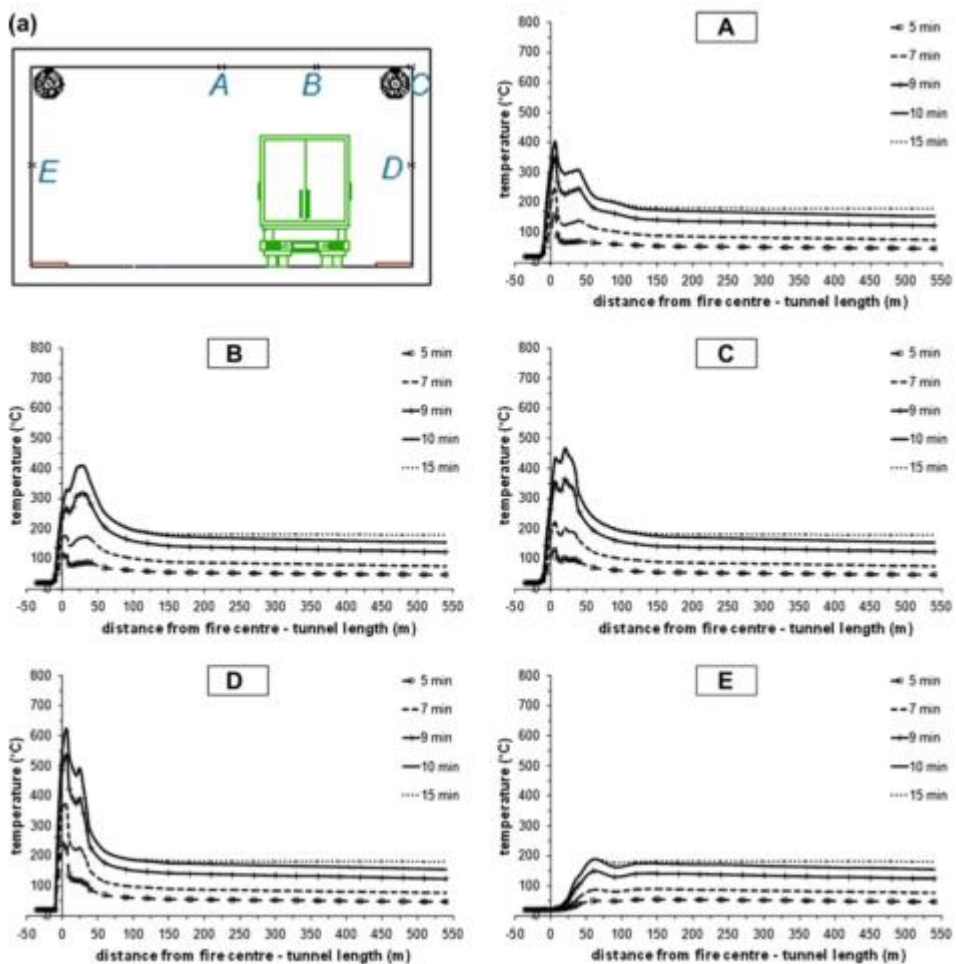 (a)
A
B
C
D
E
A
temperature (°C)
800
700
600
500
400
300
200
100
0
-50 0 50 100 150 200 250 300 350 400 450 500 550
distance from fire centre - tunnel length (m)
5 min
7 min
9 min
10 min
15 min
B
temperature (°C)
800
700
600
500
400
300
200
100
0
-50 0 50 100 150 200 250 300 350 400 450 500 550
distance from fire centre - tunnel length (m)
5 min
7 min
9 min
10 min
15 min
C
temperature (°C)
800
700
600
500
400
300
200
100
0
-50 0 50 100 150 200 250 300 350 400 450 500 550
distance from fire centre - tunnel length (m)
5 min
7 min
9 min
10 min
15 min
D
temperature (°C)
800
700
600
500
400
300
200
100
0
-50 0 50 100 150 200 250 300 350 400 450 500 550
distance from fire centre - tunnel length (m)
5 min
7 min
9 min
10 min
15 min
E
temperature (°C)
800
700
600
500
400
300
200
100
0
-50 0 50 100 150 200 250 300 350 400 450 500 550
distance from fire centre - tunnel length (m)
5 min
7 min
9 min
10 min
15 min